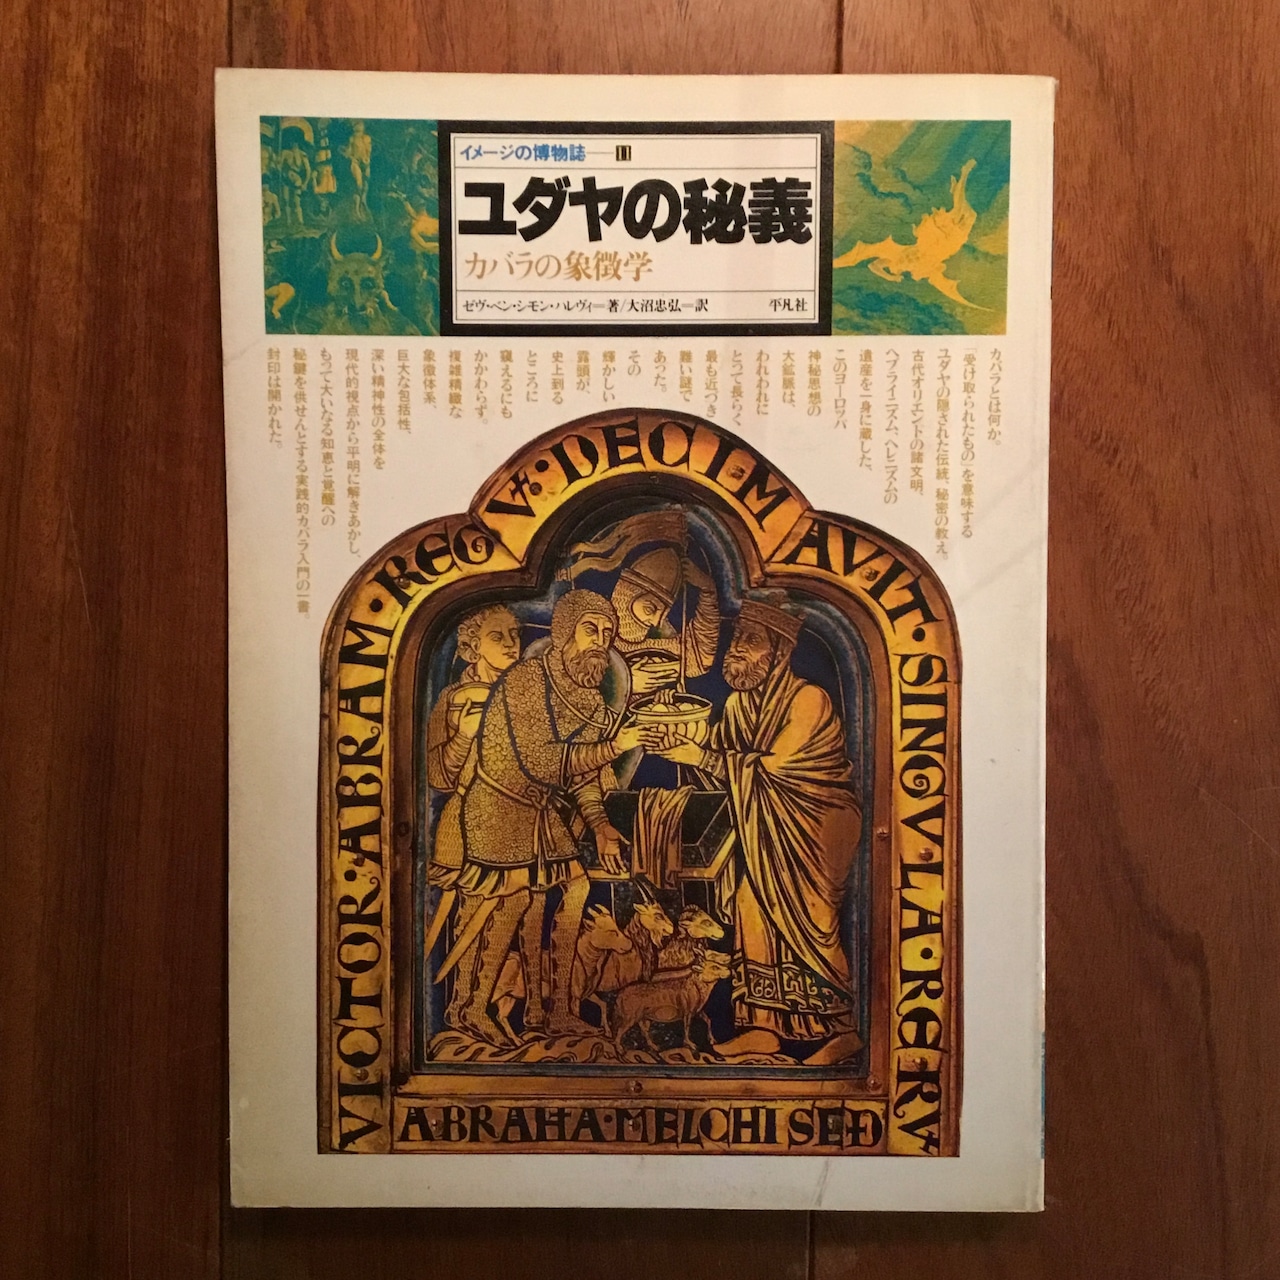 イメージの博物誌——11
ユダヤの秘義
カバラの象徴学
ゼヴ・ベン・シモン・ハレヴィ=著/大沼忠弘=訳 平凡社
カバラとは何か。
「受け取られたもの」を意味する
ユダヤの隠された伝統、秘密の教え。
古代オリエントの諸文明、
ヘブライズム、ヘレニズムの
遺産を一身に蔵した、
このヨーロッパ
神秘思想の
大鉱脈は、
われわれに
とって長らく
最も近づき
難い謎で
あった。
その
輝かしい
露頭が、
史上到る
ところに
窺えるにも
かかわらず。
複雑精緻な
象徴体系、
巨大な包括性、
深い精神性の全体を
現代的視点から平明に解きあかし、
もって大いなる知恵と覚醒への
秘鍵を供せんとする実践的カバラ入門の一書。
封印は開かれた。
VICTOR·ABRAM·REGV·DECIMAVIT·SINGVLA·RERV
ABRAHA·MELCHISED